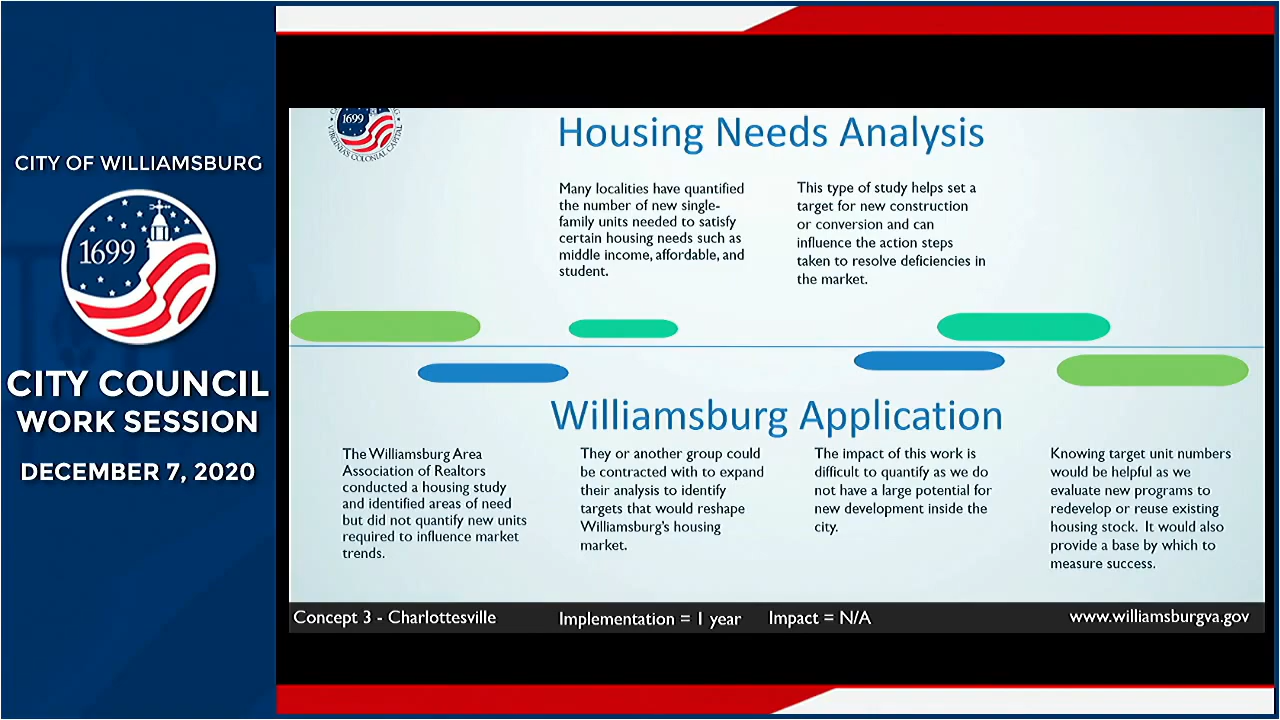 CITY OF WILLIAMSBURG
1699
CITY COUNCIL
WORK SESSION
DECEMBER 7, 2020
1699
VIRGINIA'S COLONIAL CAPITAL
Housing Needs Analysis
Many localities have quantified
the number of new single-
family units needed to satisfy
certain housing needs such as
middle income, affordable, and
student.
This type of study helps set a
target for new construction
or conversion and can
influence the action steps
taken to resolve deficiencies in
the market.
Williamsburg Application
The Williamsburg Area
Association of Realtors
conducted a housing study
and identified areas of need
but did not quantify new units
required to influence market
trends.
They or another group could
be contracted with to expand
their analysis to identify
targets that would reshape
Williamsburg's housing
market.
The impact of this work is
difficult to quantify as we do
not have a large potential for
new development inside the
city.
Knowing target unit numbers
would be helpful as we
evaluate new programs to
redevelop or reuse existing
housing stock.  It would also
provide a base by which to
measure success.
Concept 3 - Charlottesville
Implementation = 1 year
Impact = N/A
www.williamsburgva.gov